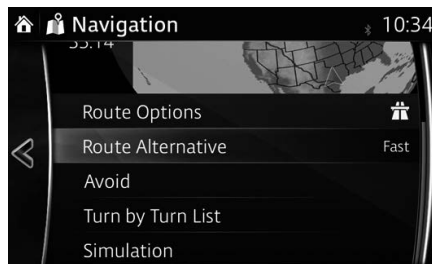 Navigation 10:34
Route Options
Route Alternative Fast
Avoid
Turn by Turn List
Simulation